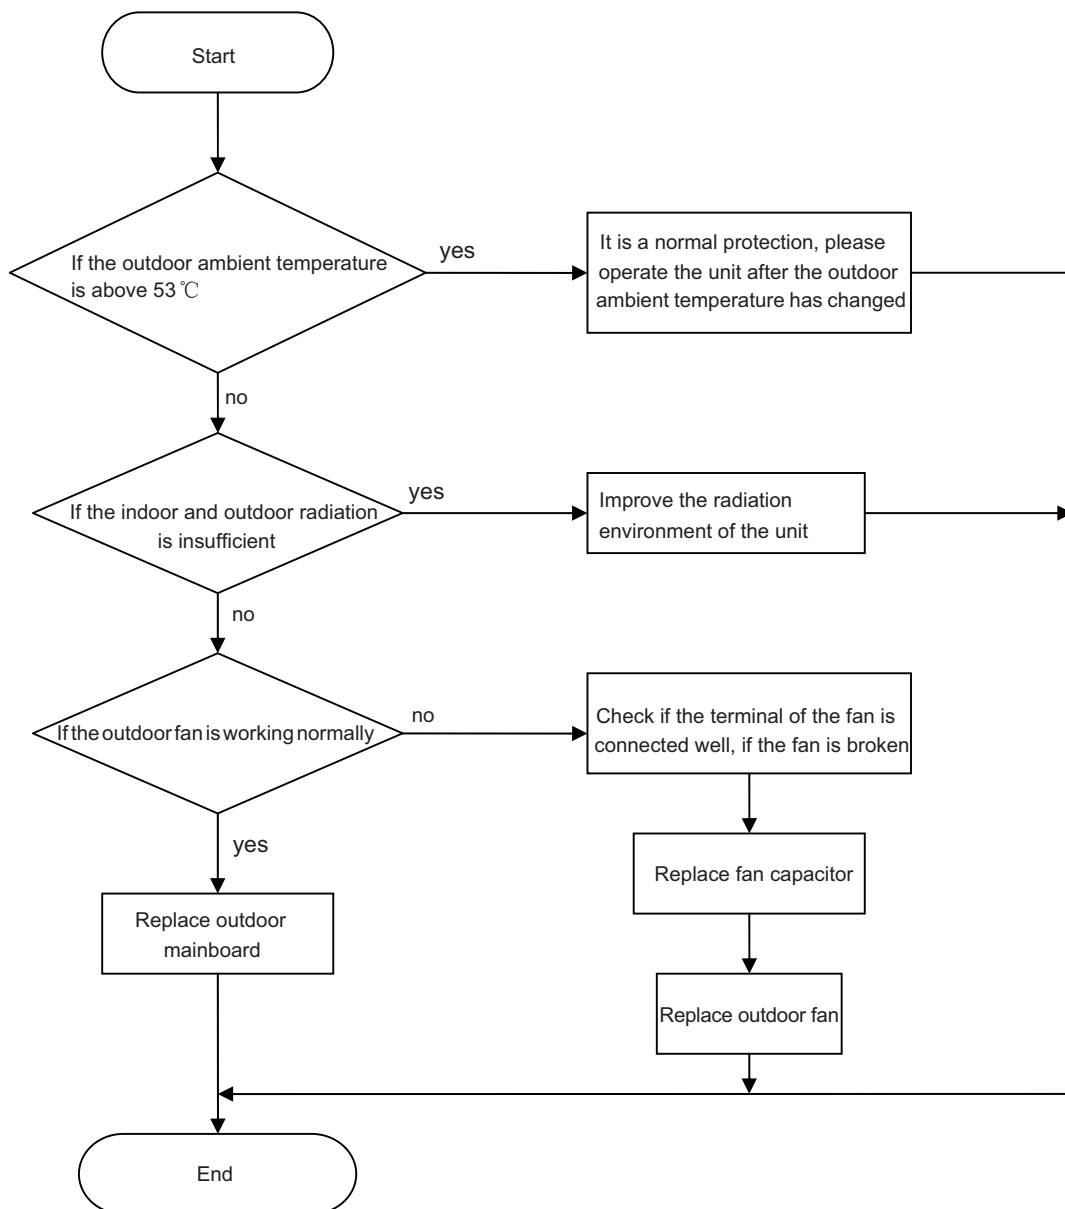 Start
If the outdoor ambient temperature
is above 53℃
yes
It is a normal protection, please
operate the unit after the outdoor
ambient temperature has changed
no
If the indoor and outdoor radiation
is insufficient
yes
Improve the radiation
environment of the unit
no
If the outdoor fan is working normally
no
Check if the terminal of the fan is
connected well, if the fan is broken
yes
Replace fan capacitor
Replace outdoor
mainboard
Replace outdoor fan
End